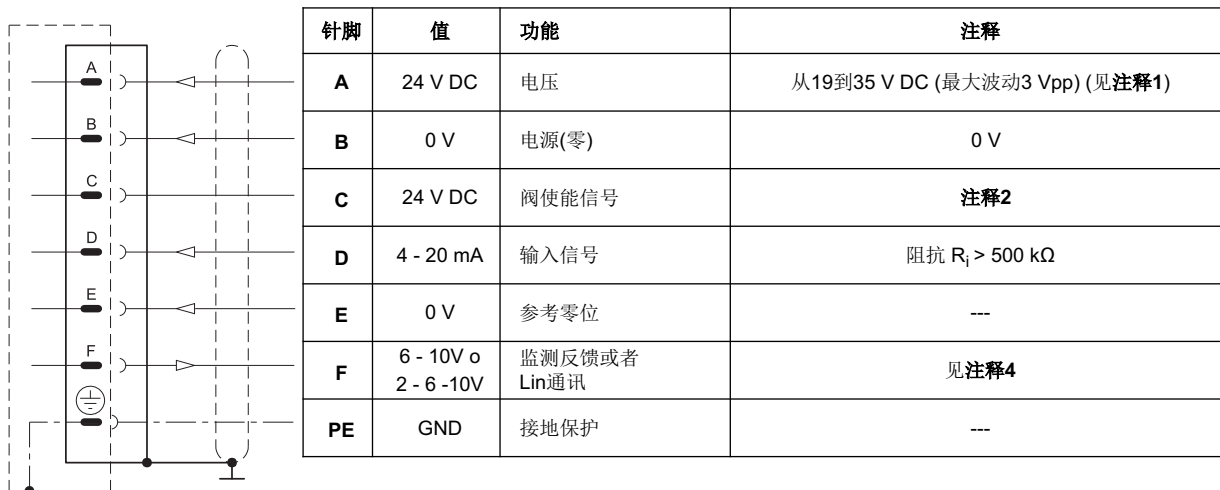 针脚 值 功能 注释
A A 24 V DC 电压 从19到35 V DC (最大波动3 Vpp) (见注释1)
B B 0 V 电源(零) 0 V
C C 24 V DC 阀使能信号 注释2
D D 4 - 20 mA 输入信号 阻抗 Ri > 500 kΩ
E E 0 V 参考零位 ---
F F 6 - 10V o 监测反馈或者 见注释4
2 - 6 -10V Lin通讯
PE GND 接地保护 ---